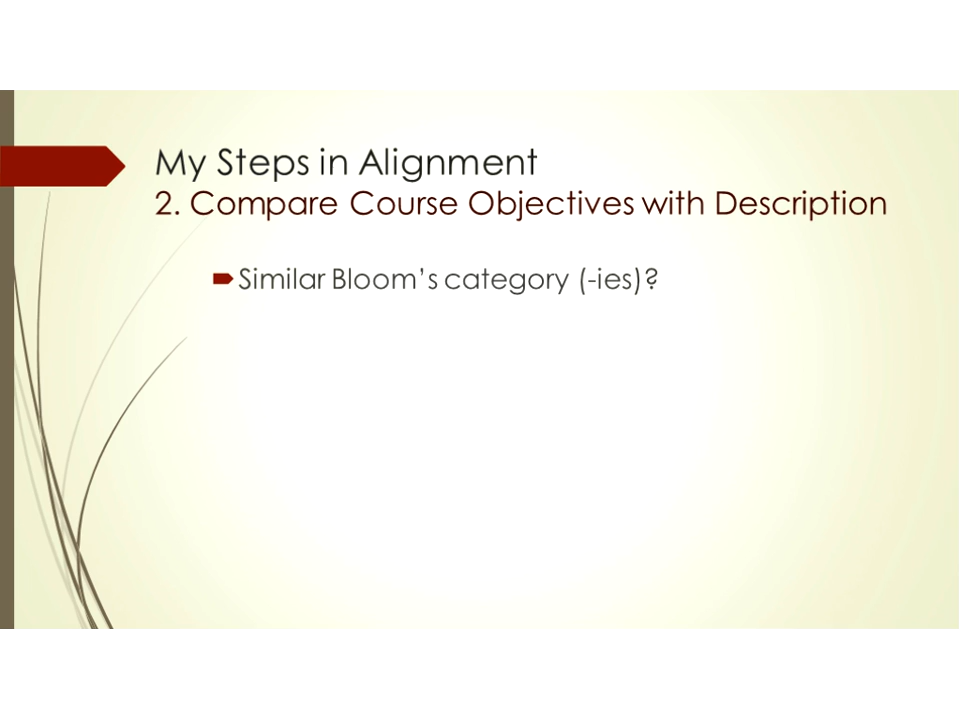 My Steps in Alignment
2. Compare Course Objectives with Description
Similar Bloom's category (-ies)?